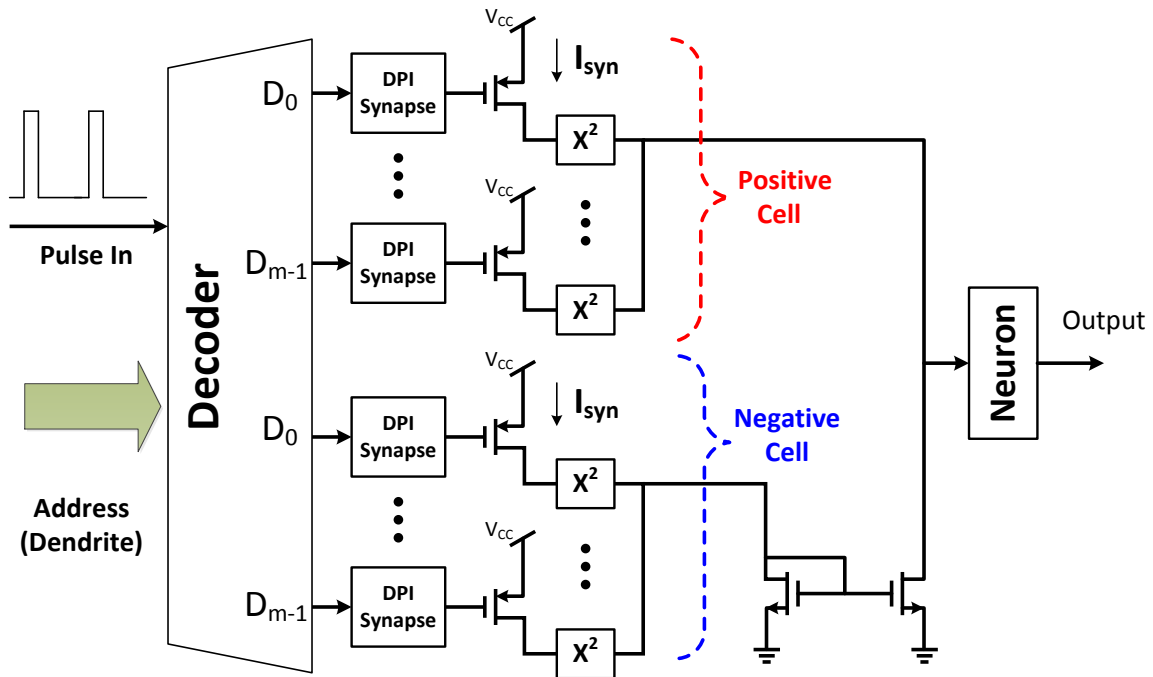 Pulse In
Address
(Dendrite)
Decoder
D0
DPI
Synapse
VCC
Isyn
X²
Dm-1
DPI
Synapse
VCC
X²
Positive
Cell
D0
DPI
Synapse
VCC
Isyn
X²
Dm-1
DPI
Synapse
VCC
X²
Negative
Cell
Neuron
Output